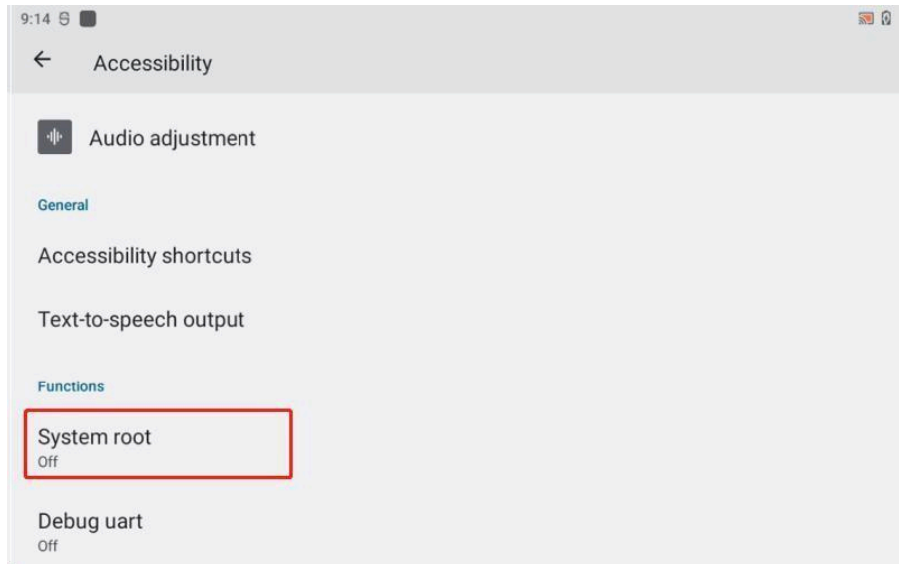 9:14
Accessibility
Audio adjustment
General
Accessibility shortcuts
Text-to-speech output
Functions
System root
Off
Debug uart
Off